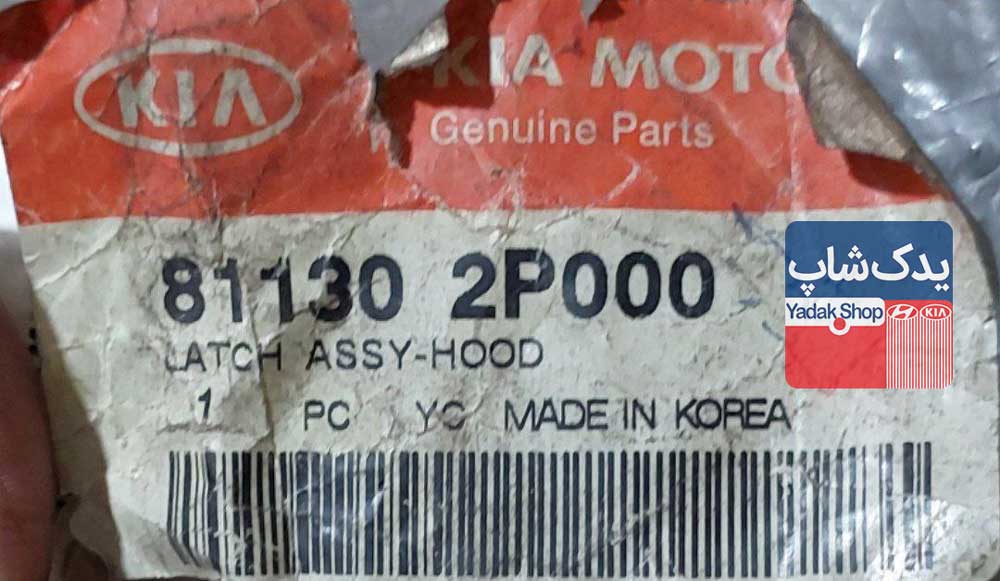 KIA
KIA MOTO
Genuine Parts
81130 2P000
LATCH ASSY-HOOD
1 PC YC MADE IN KOREA
یدک‌شاپ
Yadak Shop
KIA